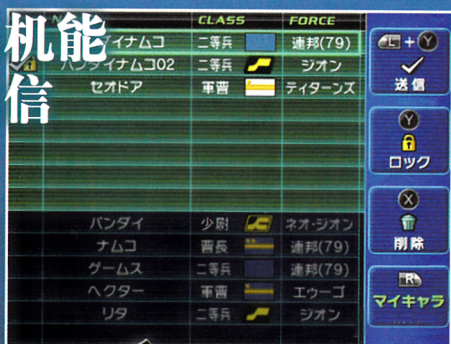 CLASS FORCE
机能
信
イナムコ 二等兵 連邦(79)
バンダイナムコ02 二等兵 ジオン
セオドア 軍曹 ティターンズ
バンダイ 少尉 ネオ・ジオン
ナムコ 曹長 連邦(79)
ゲームス 二等兵 連邦(79)
ヘクター 軍曹 エゥーゴ
リタ 二等兵 ジオン
L + Y
送信
Y
ロック
X
削除
R
マイキャラ